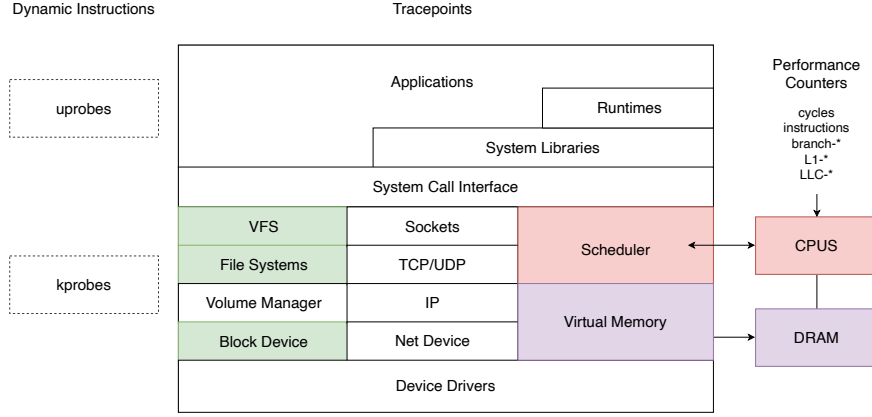 Dynamic Instructions
Tracepoints
uprobes
kprobes
Applications
Runtimes
System Libraries
System Call Interface
VFS
Sockets
Scheduler
File Systems
TCP/UDP
Volume Manager
IP
Virtual Memory
Block Device
Net Device
Device Drivers
Performance
Counters
cycles
instructions
branch-*
L1-*
LLC-*
CPUS
DRAM